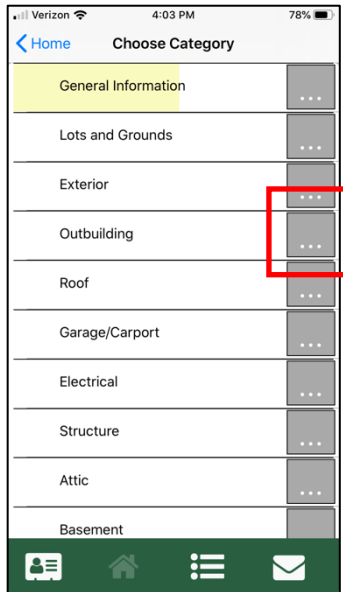 Verizon 4:03 PM 78%
Home Choose Category
General Information
...
Lots and Grounds
...
Exterior
...
Outbuilding
...
Roof
...
Garage/Carport
...
Electrical
...
Structure
...
Attic
...
Basement